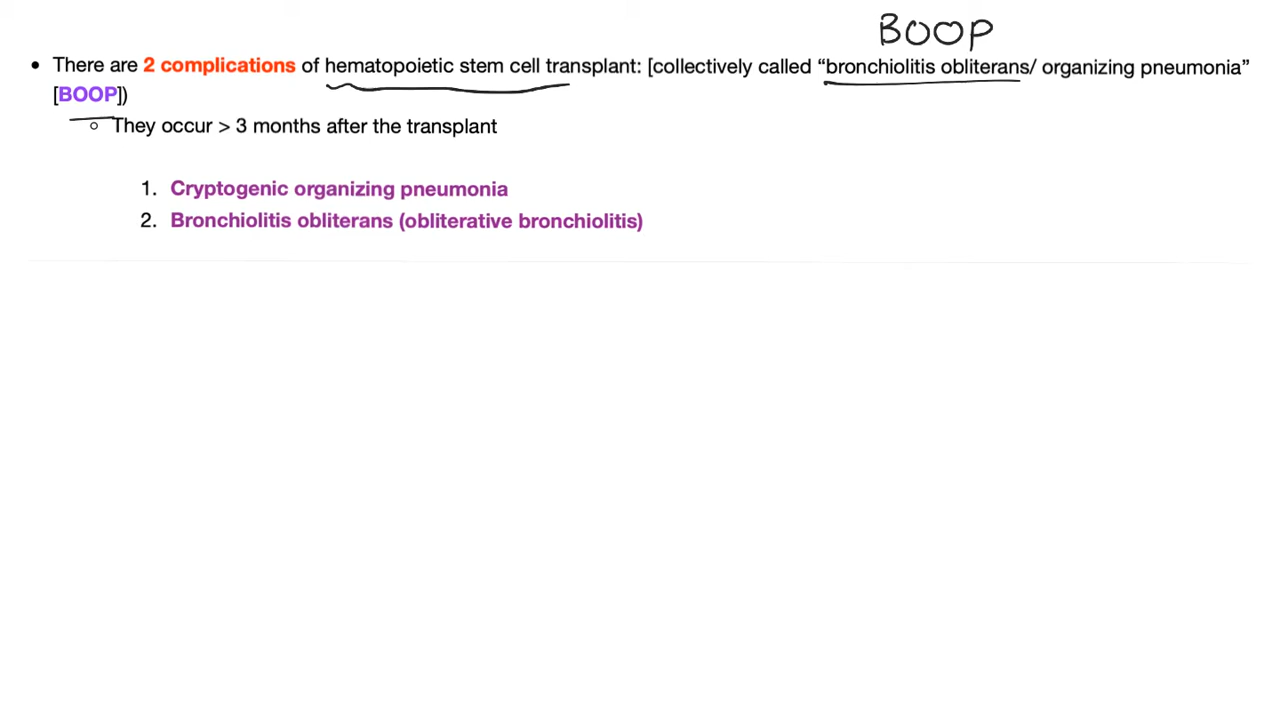 BOOP
• There are 2 complications of hematopoietic stem cell transplant: [collectively called “bronchiolitis obliterans/ organizing pneumonia”
[BOOP])
○ They occur > 3 months after the transplant
1. Cryptogenic organizing pneumonia
2. Bronchiolitis obliterans (obliterative bronchiolitis)